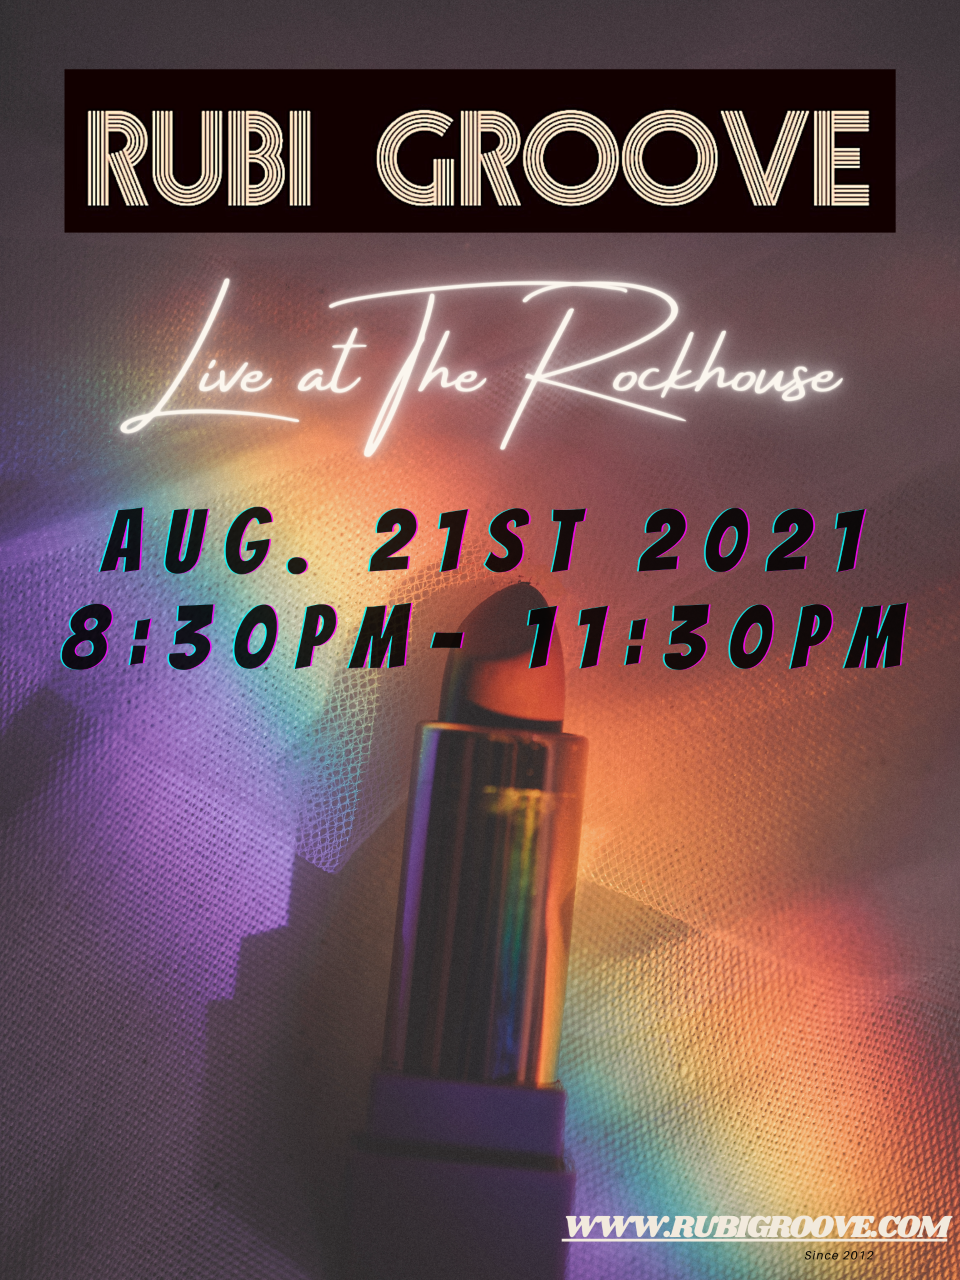 RUBI GROOVE
Live at The Rockhouse
AUG. 21ST 2021
8:30PM- 11:30PM
WWW.RUBIGROOVE.COM
Since 2012